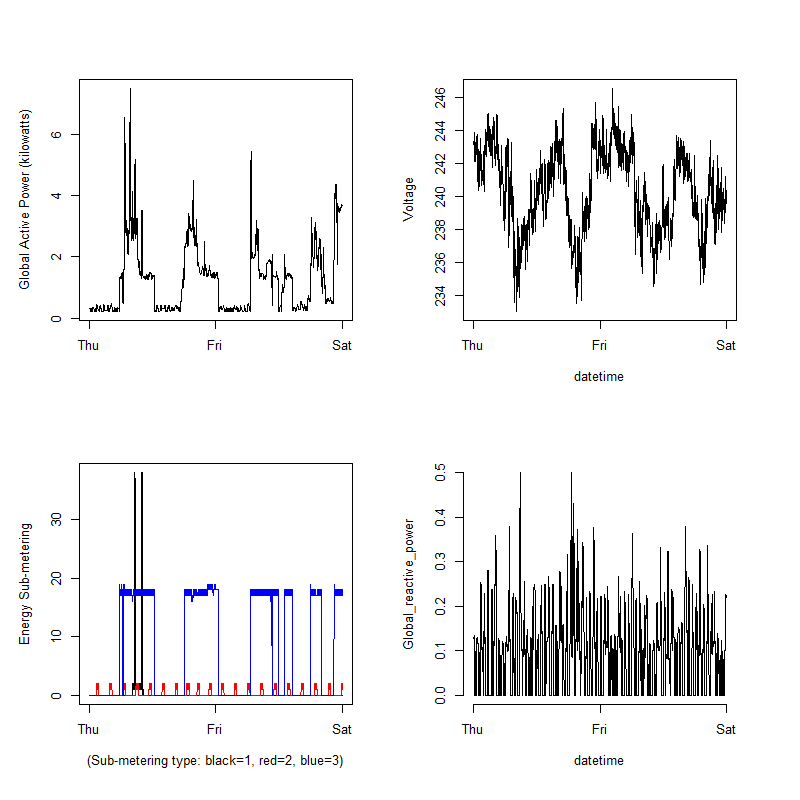 Global Active Power (kilowatts)
0
2
4
6
Thu
Fri
Sat
Voltage
234
236
238
240
242
244
246
Thu
Fri
Sat
datetime
Energy Sub-metering
0
10
20
30
Thu
Fri
Sat
(Sub-metering type: black=1, red=2, blue=3)
Global_reactive_power
0.0
0.1
0.2
0.3
0.4
0.5
Thu
Fri
Sat
datetime